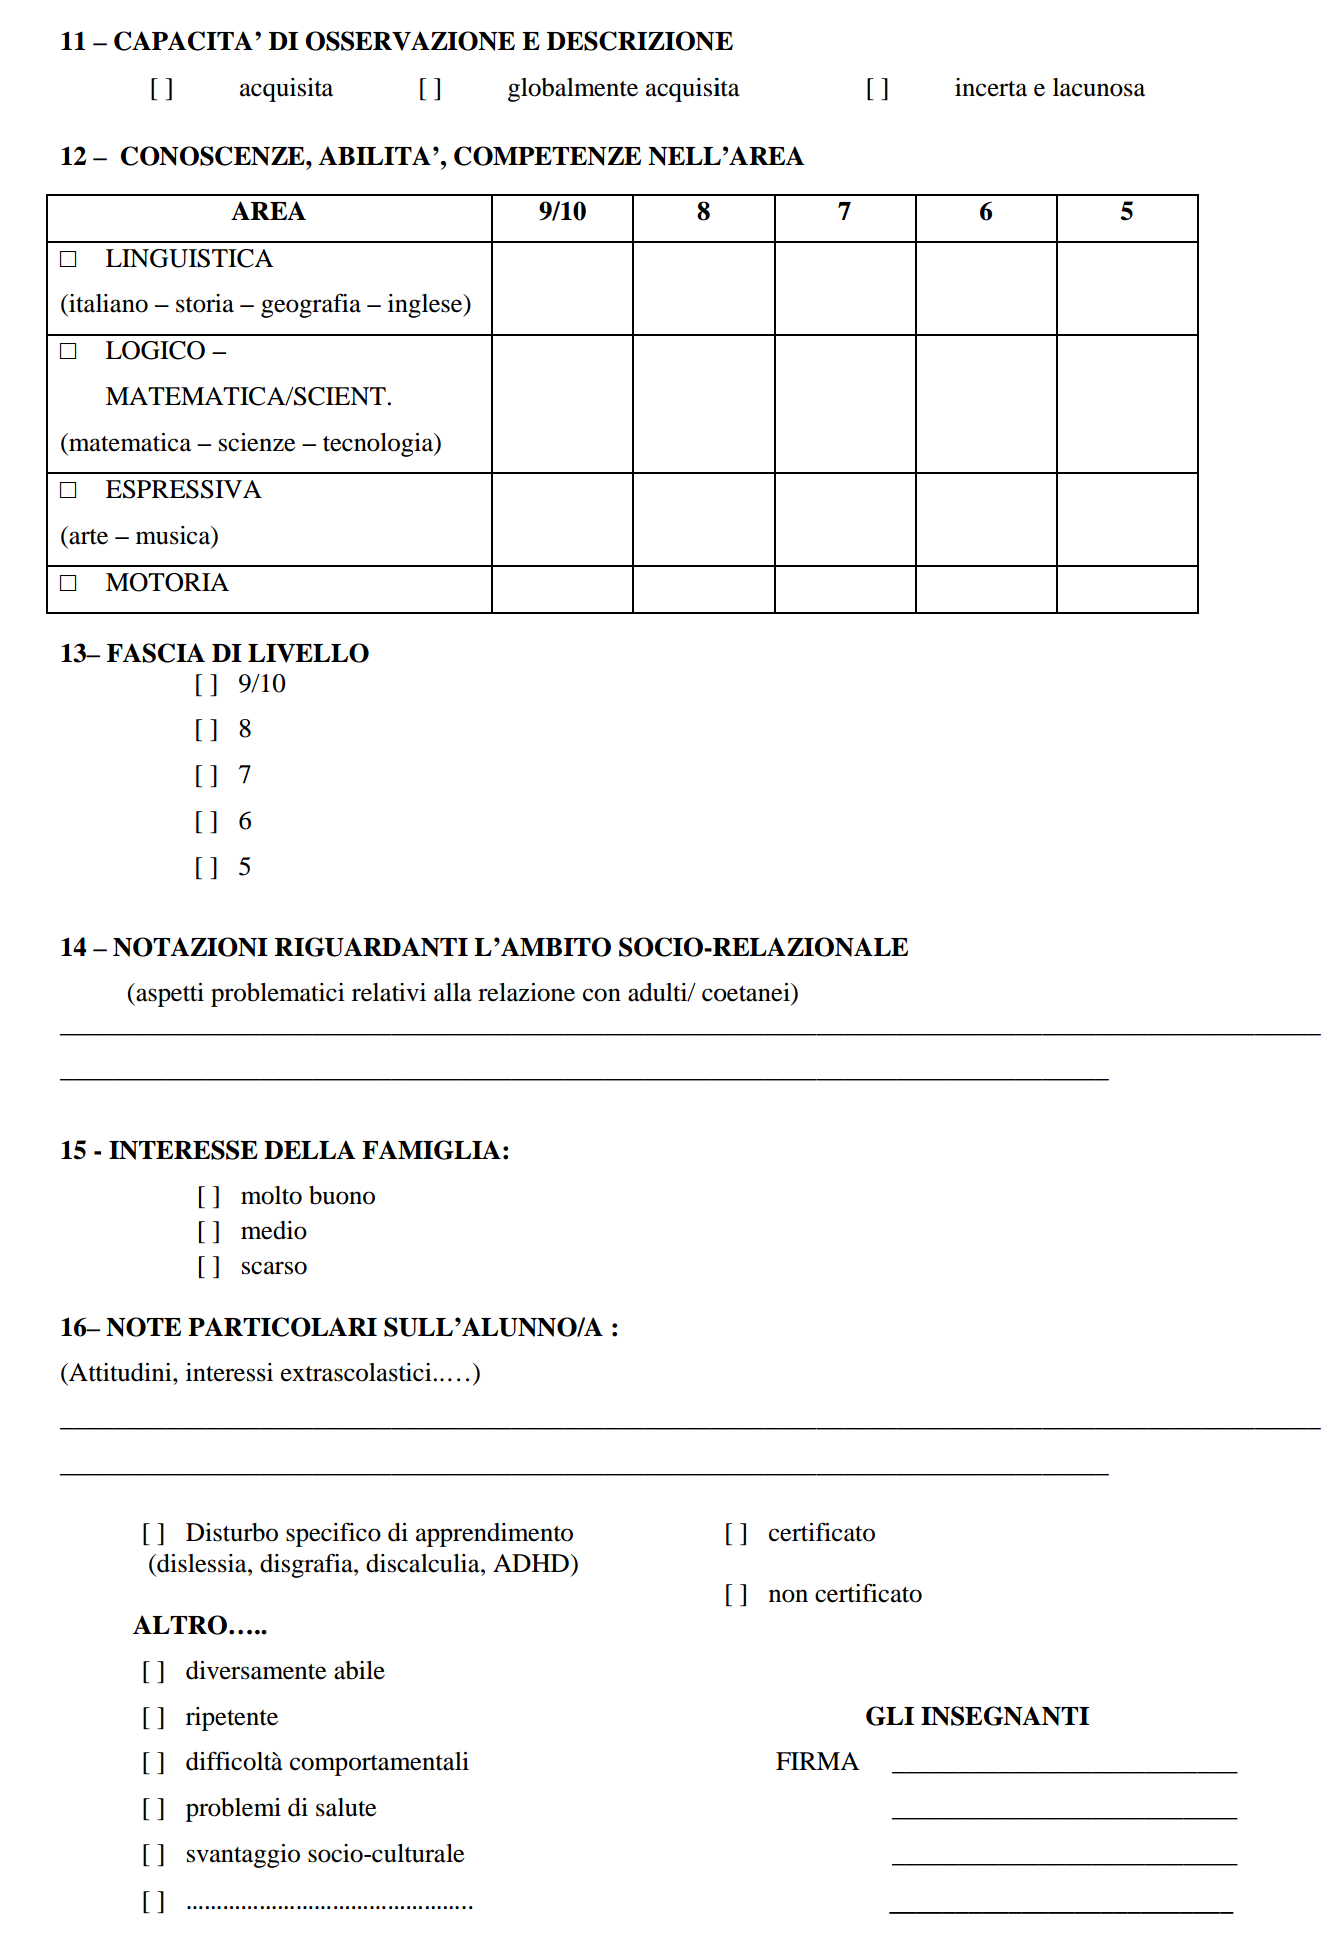 11 – CAPACITA’ DI OSSERVAZIONE E DESCRIZIONE
[ ] acquisita [ ] globalmente acquisita [ ] incerta e lacunosa
12 – CONOSCENZE, ABILITA’, COMPETENZE NELL’AREA
AREA 9/10 8 7 6 5
□ LINGUISTICA
(italiano – storia – geografia – inglese)
□ LOGICO –
MATEMATICA/SCIENT.
(matematica – scienze – tecnologia)
□ ESPRESSIVA
(arte – musica)
□ MOTORIA
13– FASCIA DI LIVELLO
[ ] 9/10
[ ] 8
[ ] 7
[ ] 6
[ ] 5
14 – NOTAZIONI RIGUARDANTI L’AMBITO SOCIO-RELAZIONALE
(aspetti problematici relativi alla relazione con adulti/ coetanei)
15 - INTERESSE DELLA FAMIGLIA:
[ ] molto buono
[ ] medio
[ ] scarso
16– NOTE PARTICOLARI SULL’ALUNNO/A :
(Attitudini, interessi extrascolastici.….)
[ ] Disturbo specifico di apprendimento [ ] certificato
(dislessia, disgrafia, discalculia, ADHD)
[ ] non certificato
ALTRO…..
[ ] diversamente abile
[ ] ripetente GLI INSEGNANTI
[ ] difficoltà comportamentali FIRMA
[ ] problemi di salute
[ ] svantaggio socio-culturale
[ ] ……………………………………….